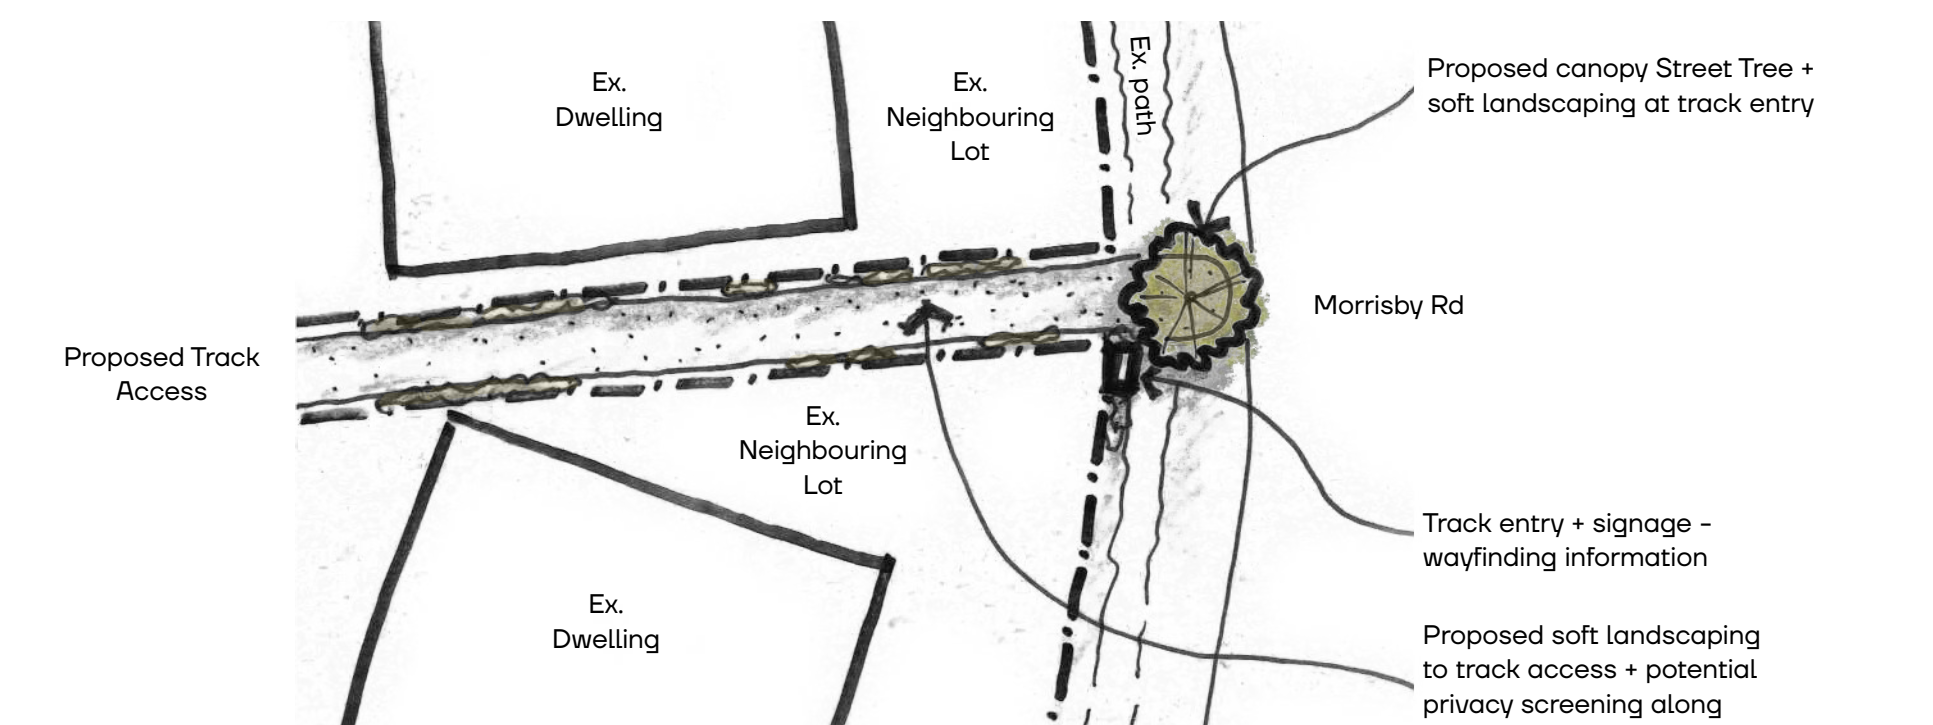 Ex.
Dwelling
Ex.
Neighbouring
Lot
Ex. path
Proposed canopy Street Tree +
soft landscaping at track entry
Morrisby Rd
Proposed Track
Access
Ex.
Neighbouring
Lot
Track entry + signage -
wayfinding information
Ex.
Dwelling
Proposed soft landscaping
to track access + potential
privacy screening along